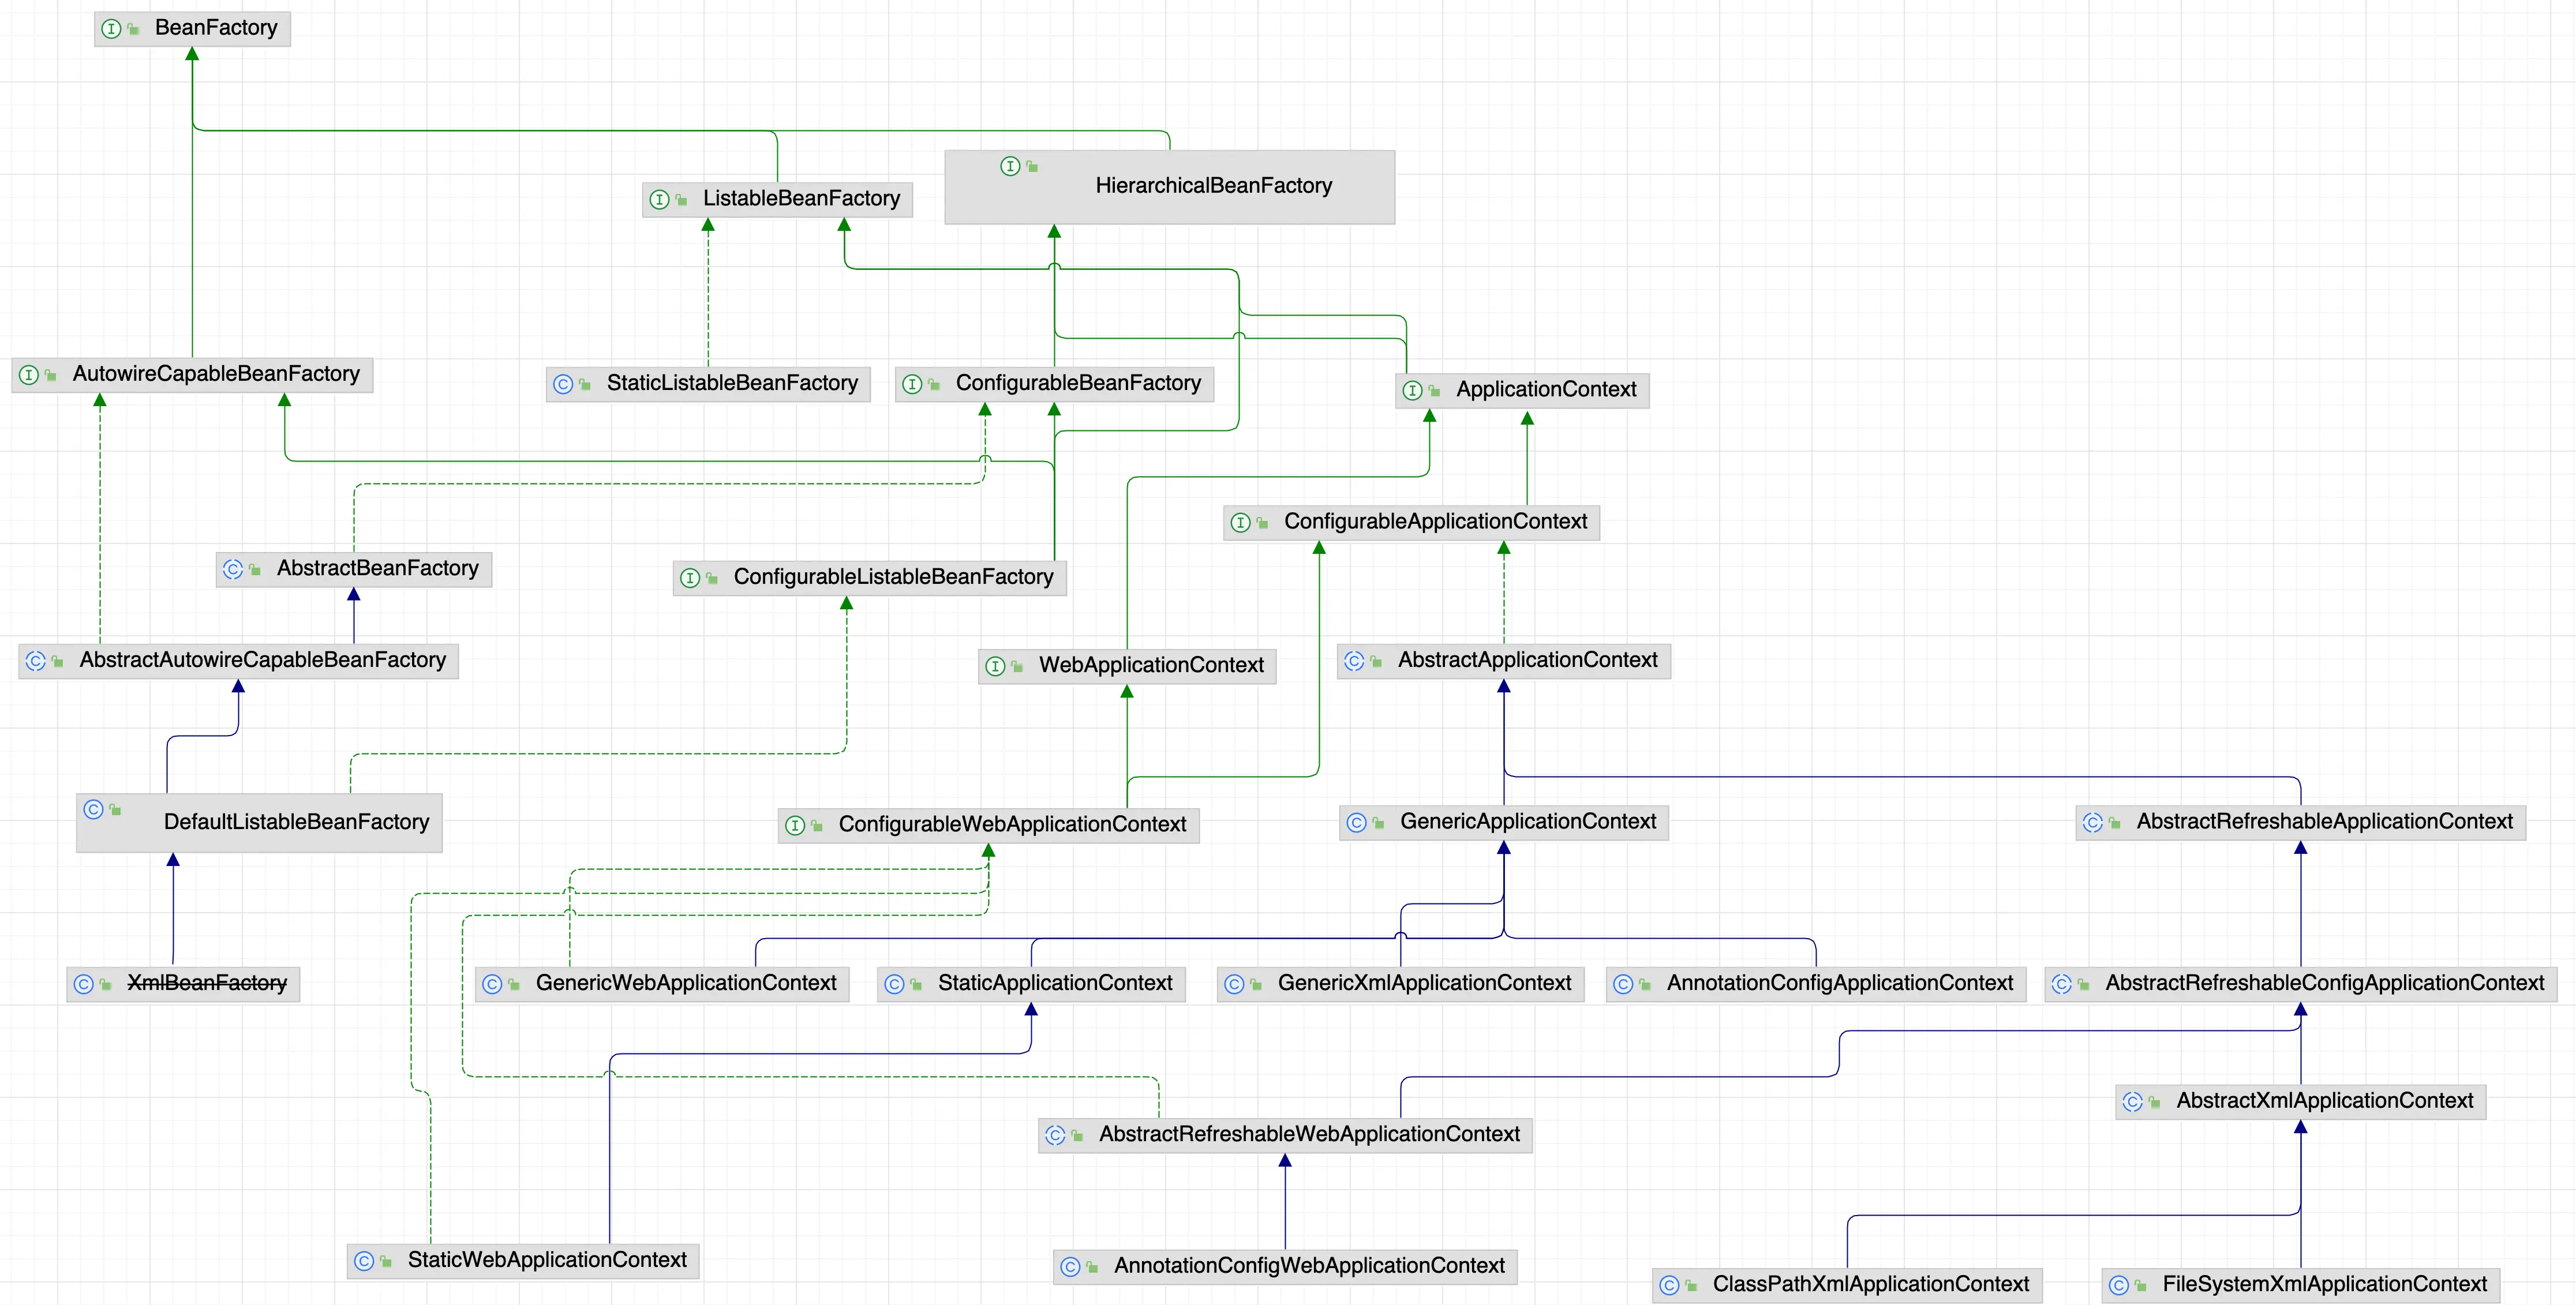 BeanFactory
ListableBeanFactory
HierarchicalBeanFactory
AutowireCapableBeanFactory
StaticListableBeanFactory
ConfigurableBeanFactory
ApplicationContext
ConfigurableApplicationContext
AbstractBeanFactory
ConfigurableListableBeanFactory
AbstractAutowireCapableBeanFactory
WebApplicationContext
AbstractApplicationContext
DefaultListableBeanFactory
ConfigurableWebApplicationContext
GenericApplicationContext
AbstractRefreshableApplicationContext
XmlBeanFactory
GenericWebApplicationContext
StaticApplicationContext
GenericXmlApplicationContext
AnnotationConfigApplicationContext
AbstractRefreshableConfigApplicationContext
AbstractXmlApplicationContext
AbstractRefreshableWebApplicationContext
StaticWebApplicationContext
AnnotationConfigWebApplicationContext
ClassPathXmlApplicationContext
FileSystemXmlApplicationContext